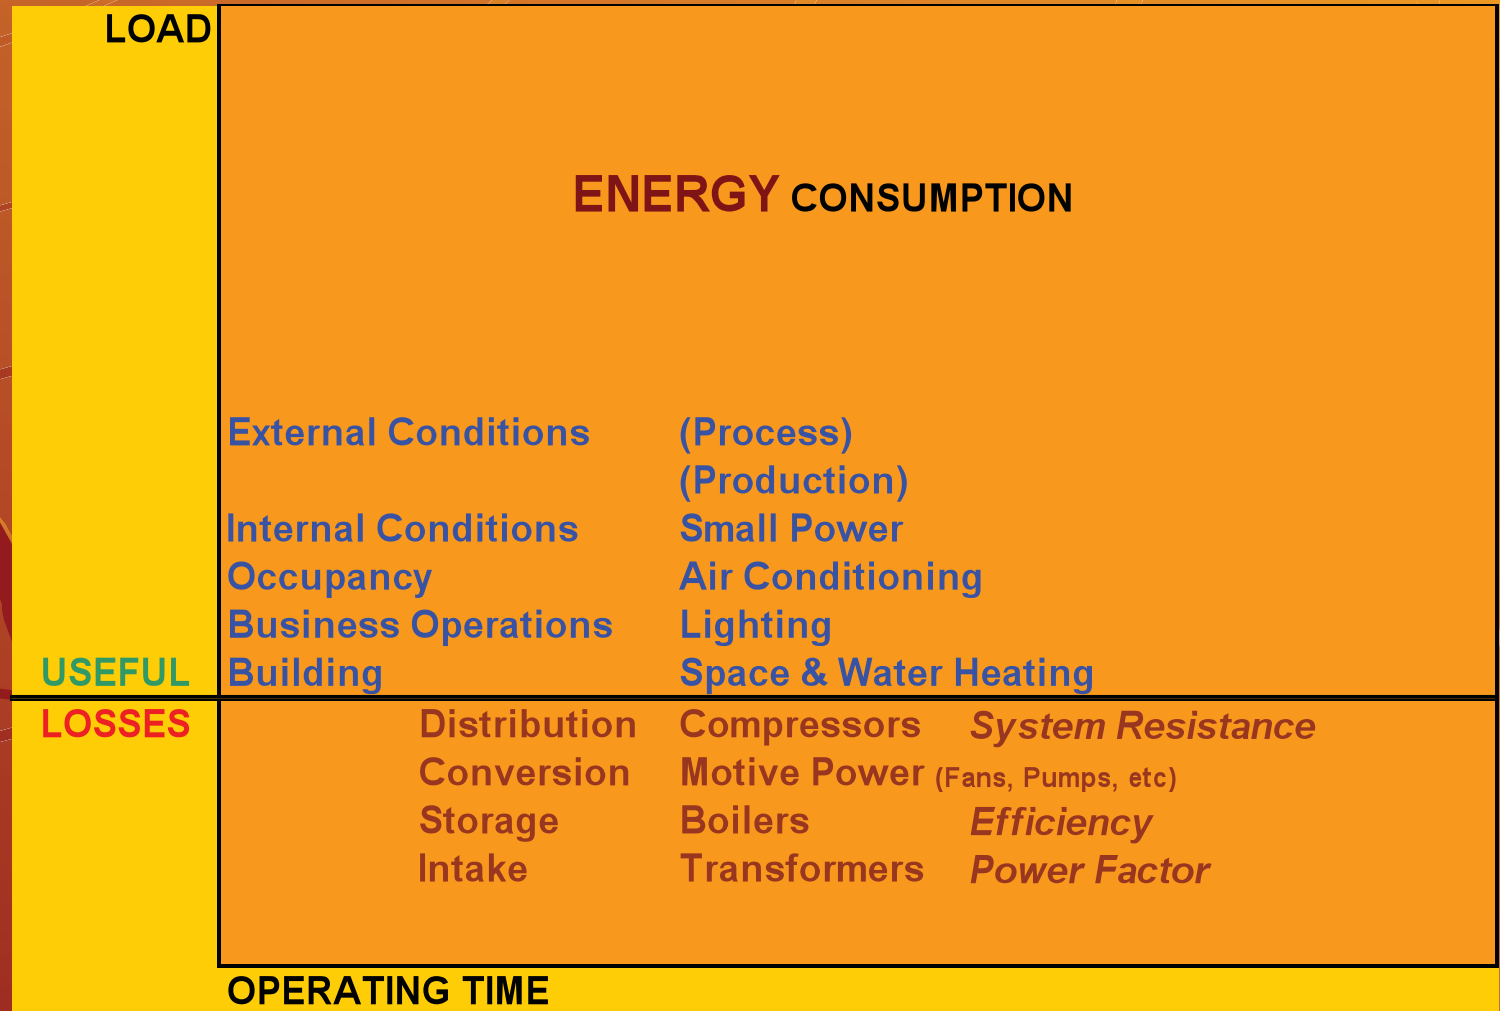 LOAD
ENERGY CONSUMPTION
External Conditions (Process)
(Production)
Internal Conditions Small Power
Occupancy Air Conditioning
Business Operations Lighting
USEFUL Building Space & Water Heating
LOSSES Distribution Compressors System Resistance
Conversion Motive Power (Fans, Pumps, etc)
Storage Boilers Efficiency
Intake Transformers Power Factor
OPERATING TIME